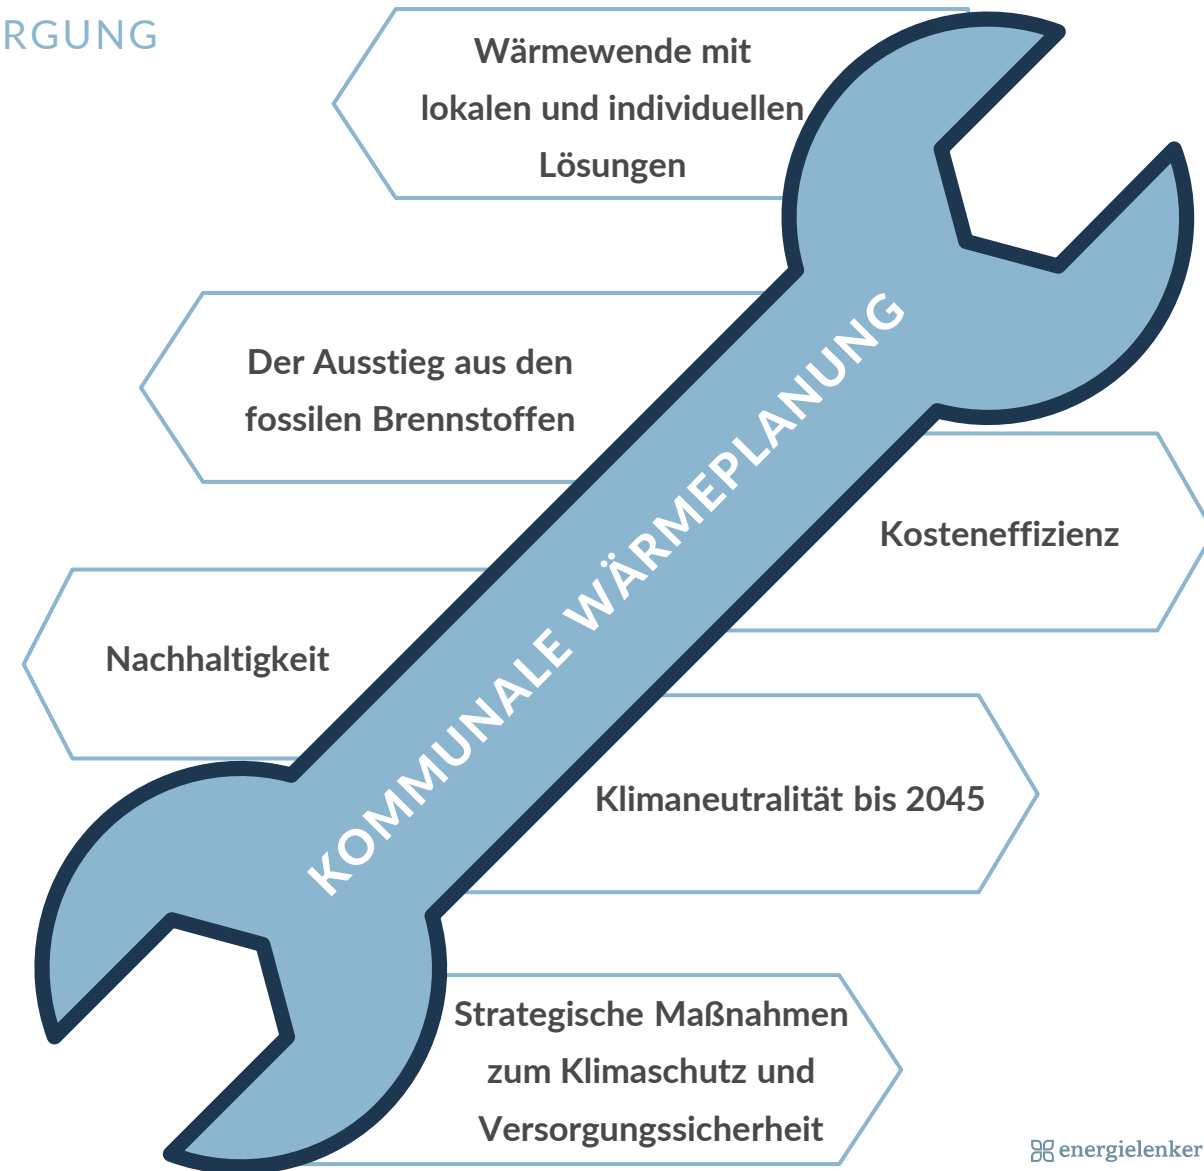 RGUNG
Wärmewende mit
lokalen und individuellen
Lösungen
Der Ausstieg aus den
fossilen Brennstoffen
Kosteneffizienz
Nachhaltigkeit
KOMMUNALE WÄRMEPLANUNG
Klimaneutralität bis 2045
Strategische Maßnahmen
zum Klimaschutz und
Versorgungssicherheit
energielenker